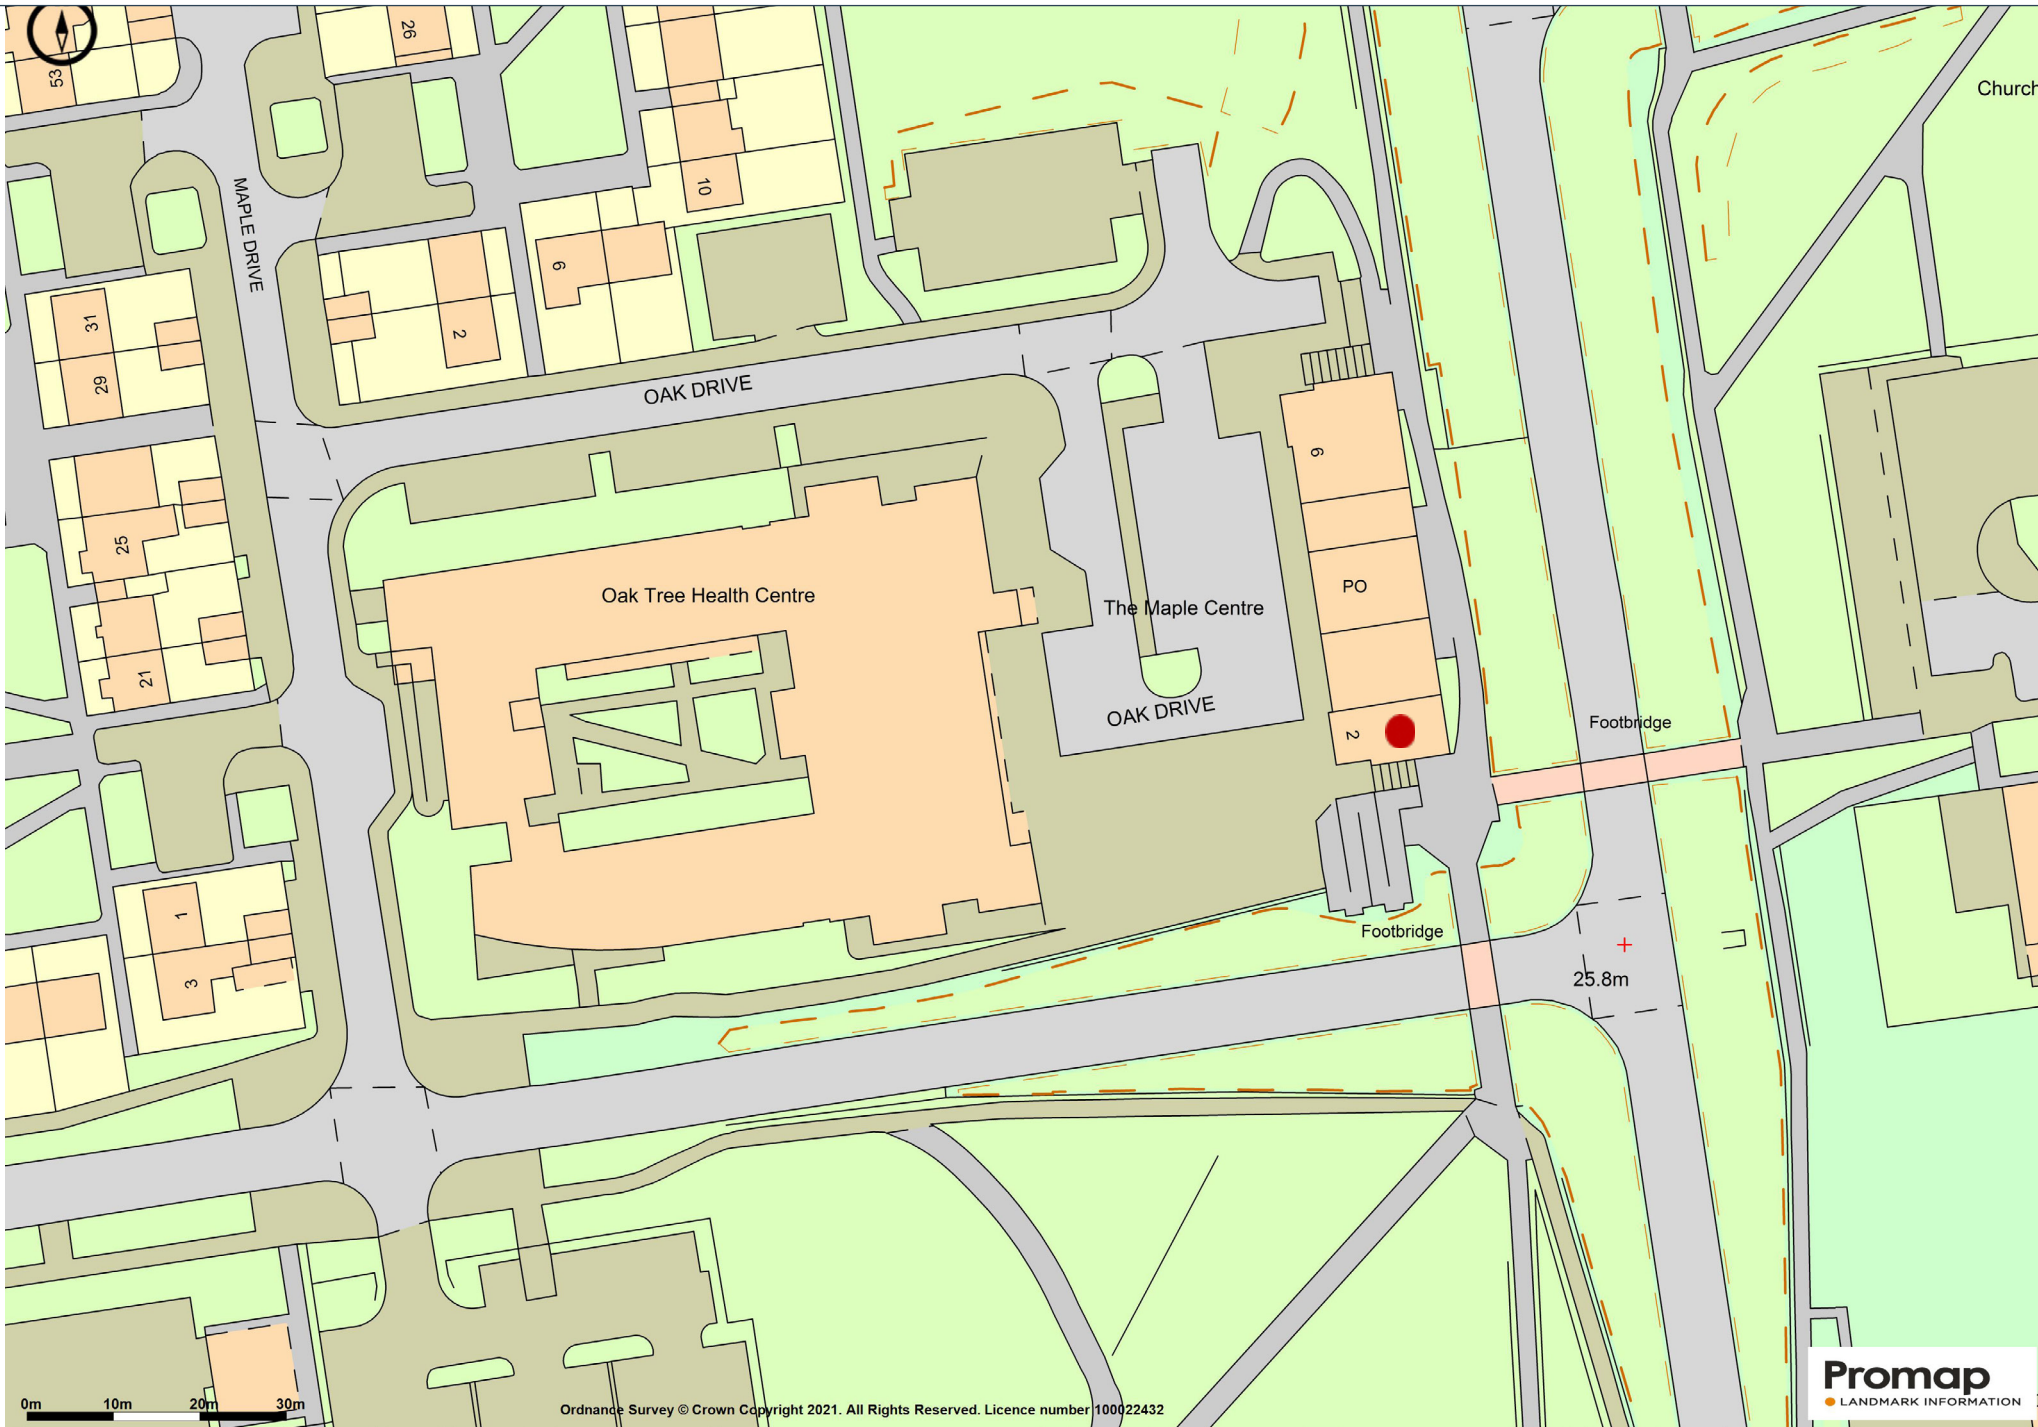 26
53
Church
10
MAPLE DRIVE
9
31
2
29
OAK DRIVE
9
25
Oak Tree Health Centre
PO
The Maple Centre
21
OAK DRIVE
2
Footbridge
1
Footbridge
3
25.8m
0m 10m 20m 30m
Ordnance Survey © Crown Copyright 2021. All Rights Reserved. Licence number 100022432
Promap
LANDMARK INFORMATION